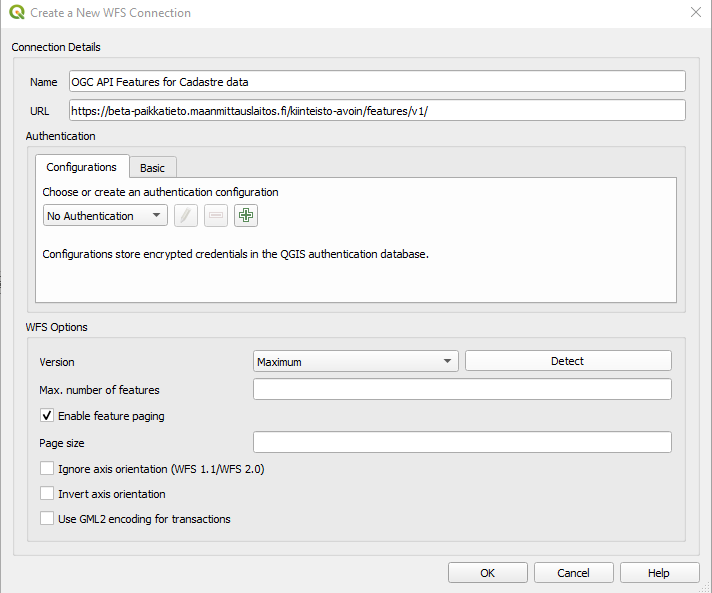 Create a New WFS Connection
Connection Details
Name OGC API Features for Cadastre data
URL https://beta-paikkatieto.maanmittauslaitos.fi/kiinteisto-avoin/features/v1/
Authentication
Configurations Basic
Choose or create an authentication configuration
No Authentication
Configurations store encrypted credentials in the QGIS authentication database.
WFS Options
Version Maximum Detect
Max. number of features
Enable feature paging
Page size
Ignore axis orientation (WFS 1.1/WFS 2.0)
Invert axis orientation
Use GML2 encoding for transactions
OK Cancel Help